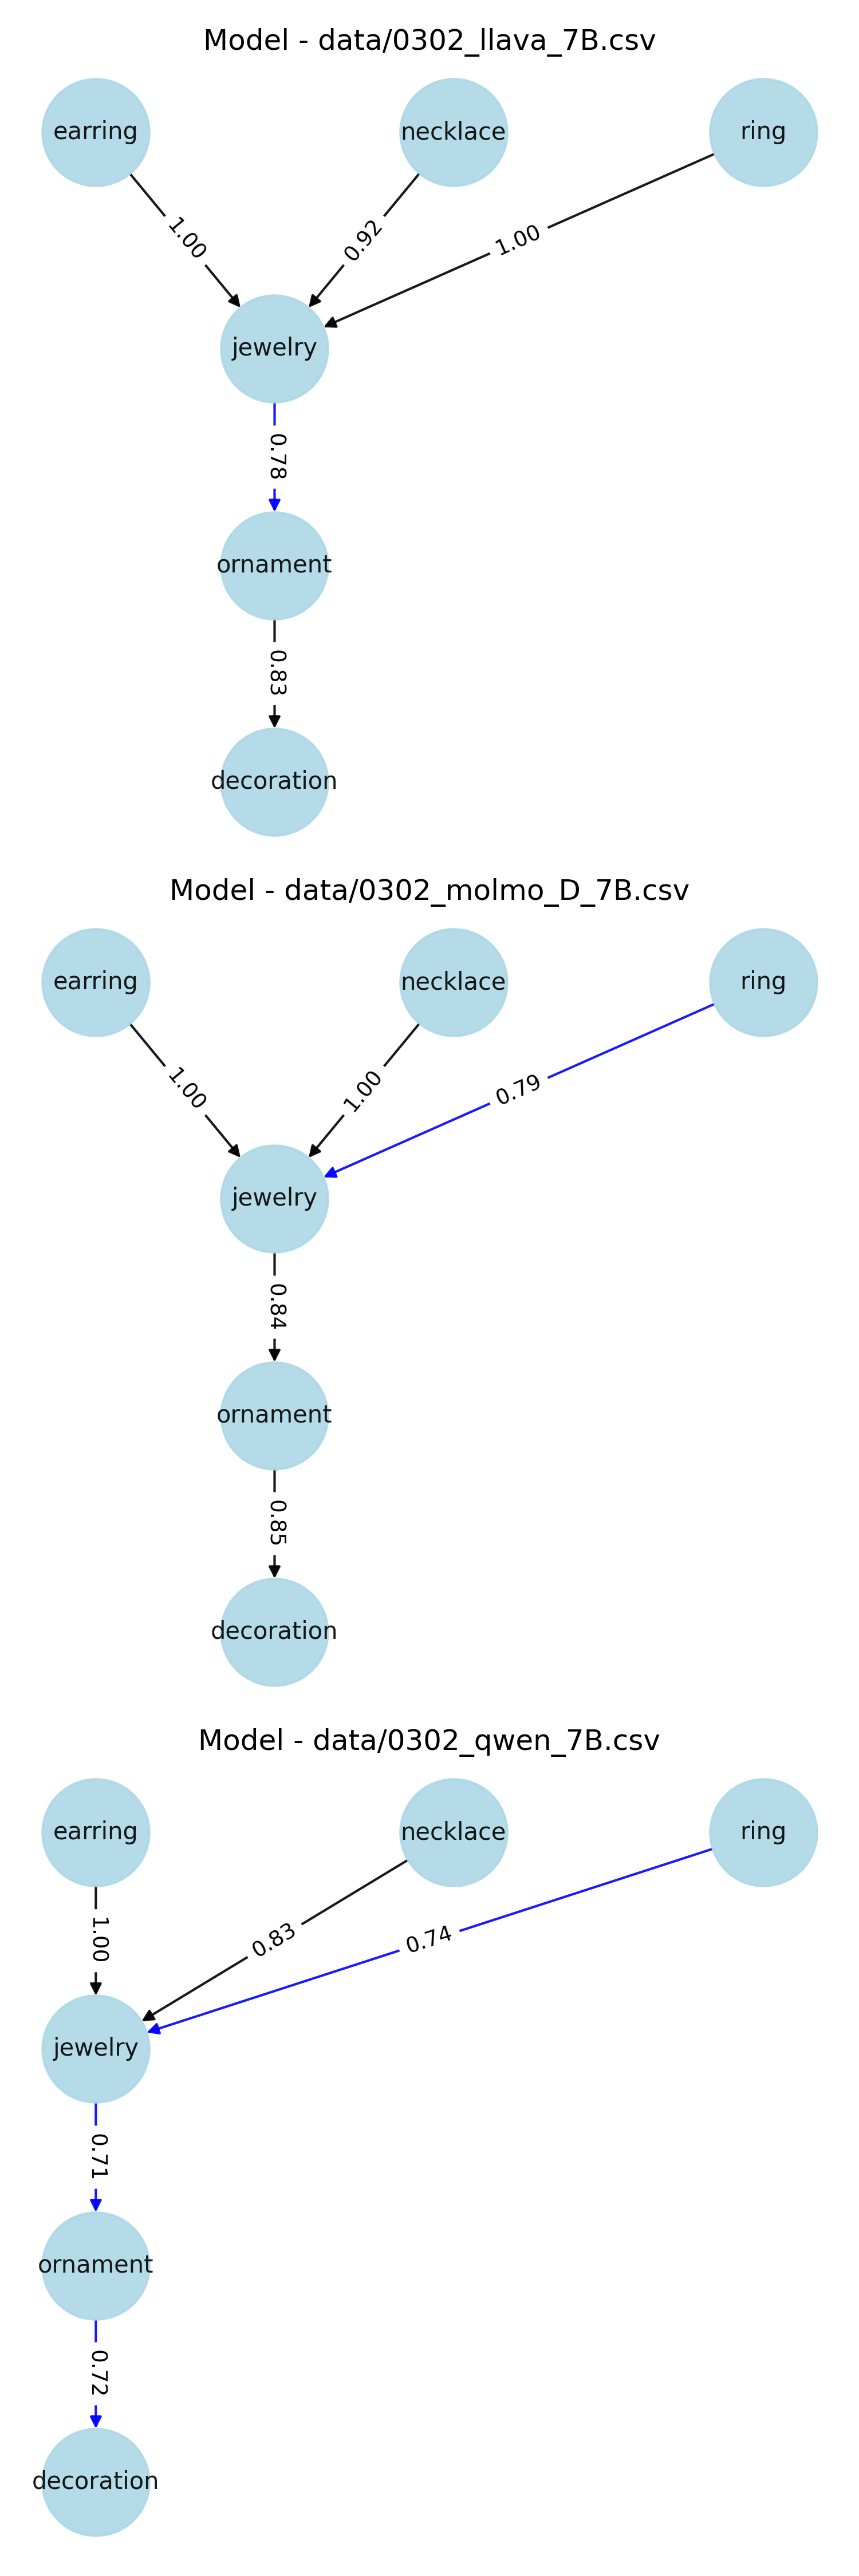 Model - data/0302_llava_7B.csv
earring
necklace
ring
1.00
0.92
1.00
jewelry
0.78
ornament
0.83
decoration
Model - data/0302_molmo_D_7B.csv
earring
necklace
ring
1.00
1.00
0.79
jewelry
0.84
ornament
0.85
decoration
Model - data/0302_qwen_7B.csv
earring
necklace
ring
1.00
0.83
0.74
jewelry
0.71
ornament
0.72
decoration